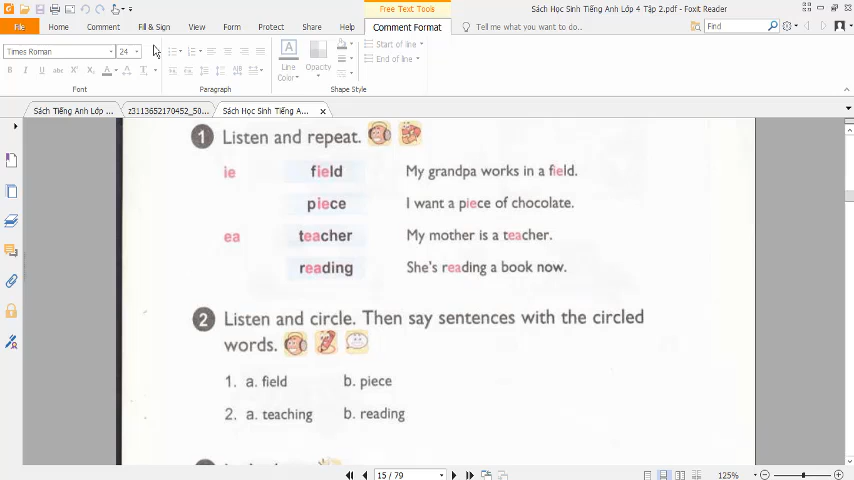 Free Text Tools
Sách Học Sinh Tiếng Anh Lớp 4 Tập 2.pdf - Foxit Reader
File Home Comment Fill & Sign View Form Protect Share Help Comment Format Tell me what you want to do... Find
Times Roman 24
Start of line
End of line
Line Color
Opacity
Font Paragraph Shape Style
Sách Tiếng Anh Lớp ... z3113652170452_50... Sách Học Sinh Tiếng A...
1 Listen and repeat.
ie field My grandpa works in a field.
piece I want a piece of chocolate.
ea teacher My mother is a teacher.
reading She's reading a book now.
2 Listen and circle. Then say sentences with the circled
words.
1. a. field b. piece
2. a. teaching b. reading
15 / 79 125%